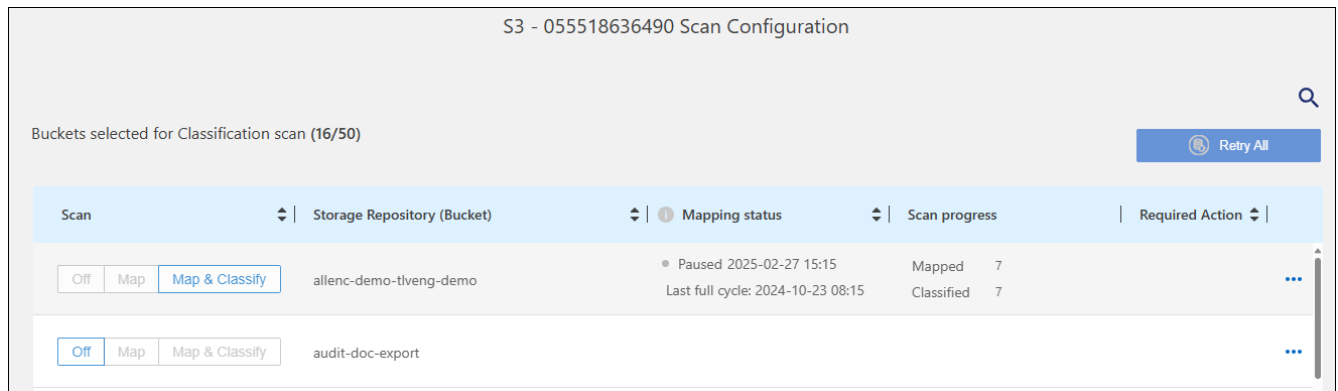 S3 - 055518636490 Scan Configuration
Buckets selected for Classification scan (16/50)
Retry All
Scan Storage Repository (Bucket) Mapping status Scan progress Required Action
Off Map Map & Classify allenc-demo-tlveng-demo Paused 2025-02-27 15:15 Mapped 7
Last full cycle: 2024-10-23 08:15 Classified 7
Off Map Map & Classify audit-doc-export